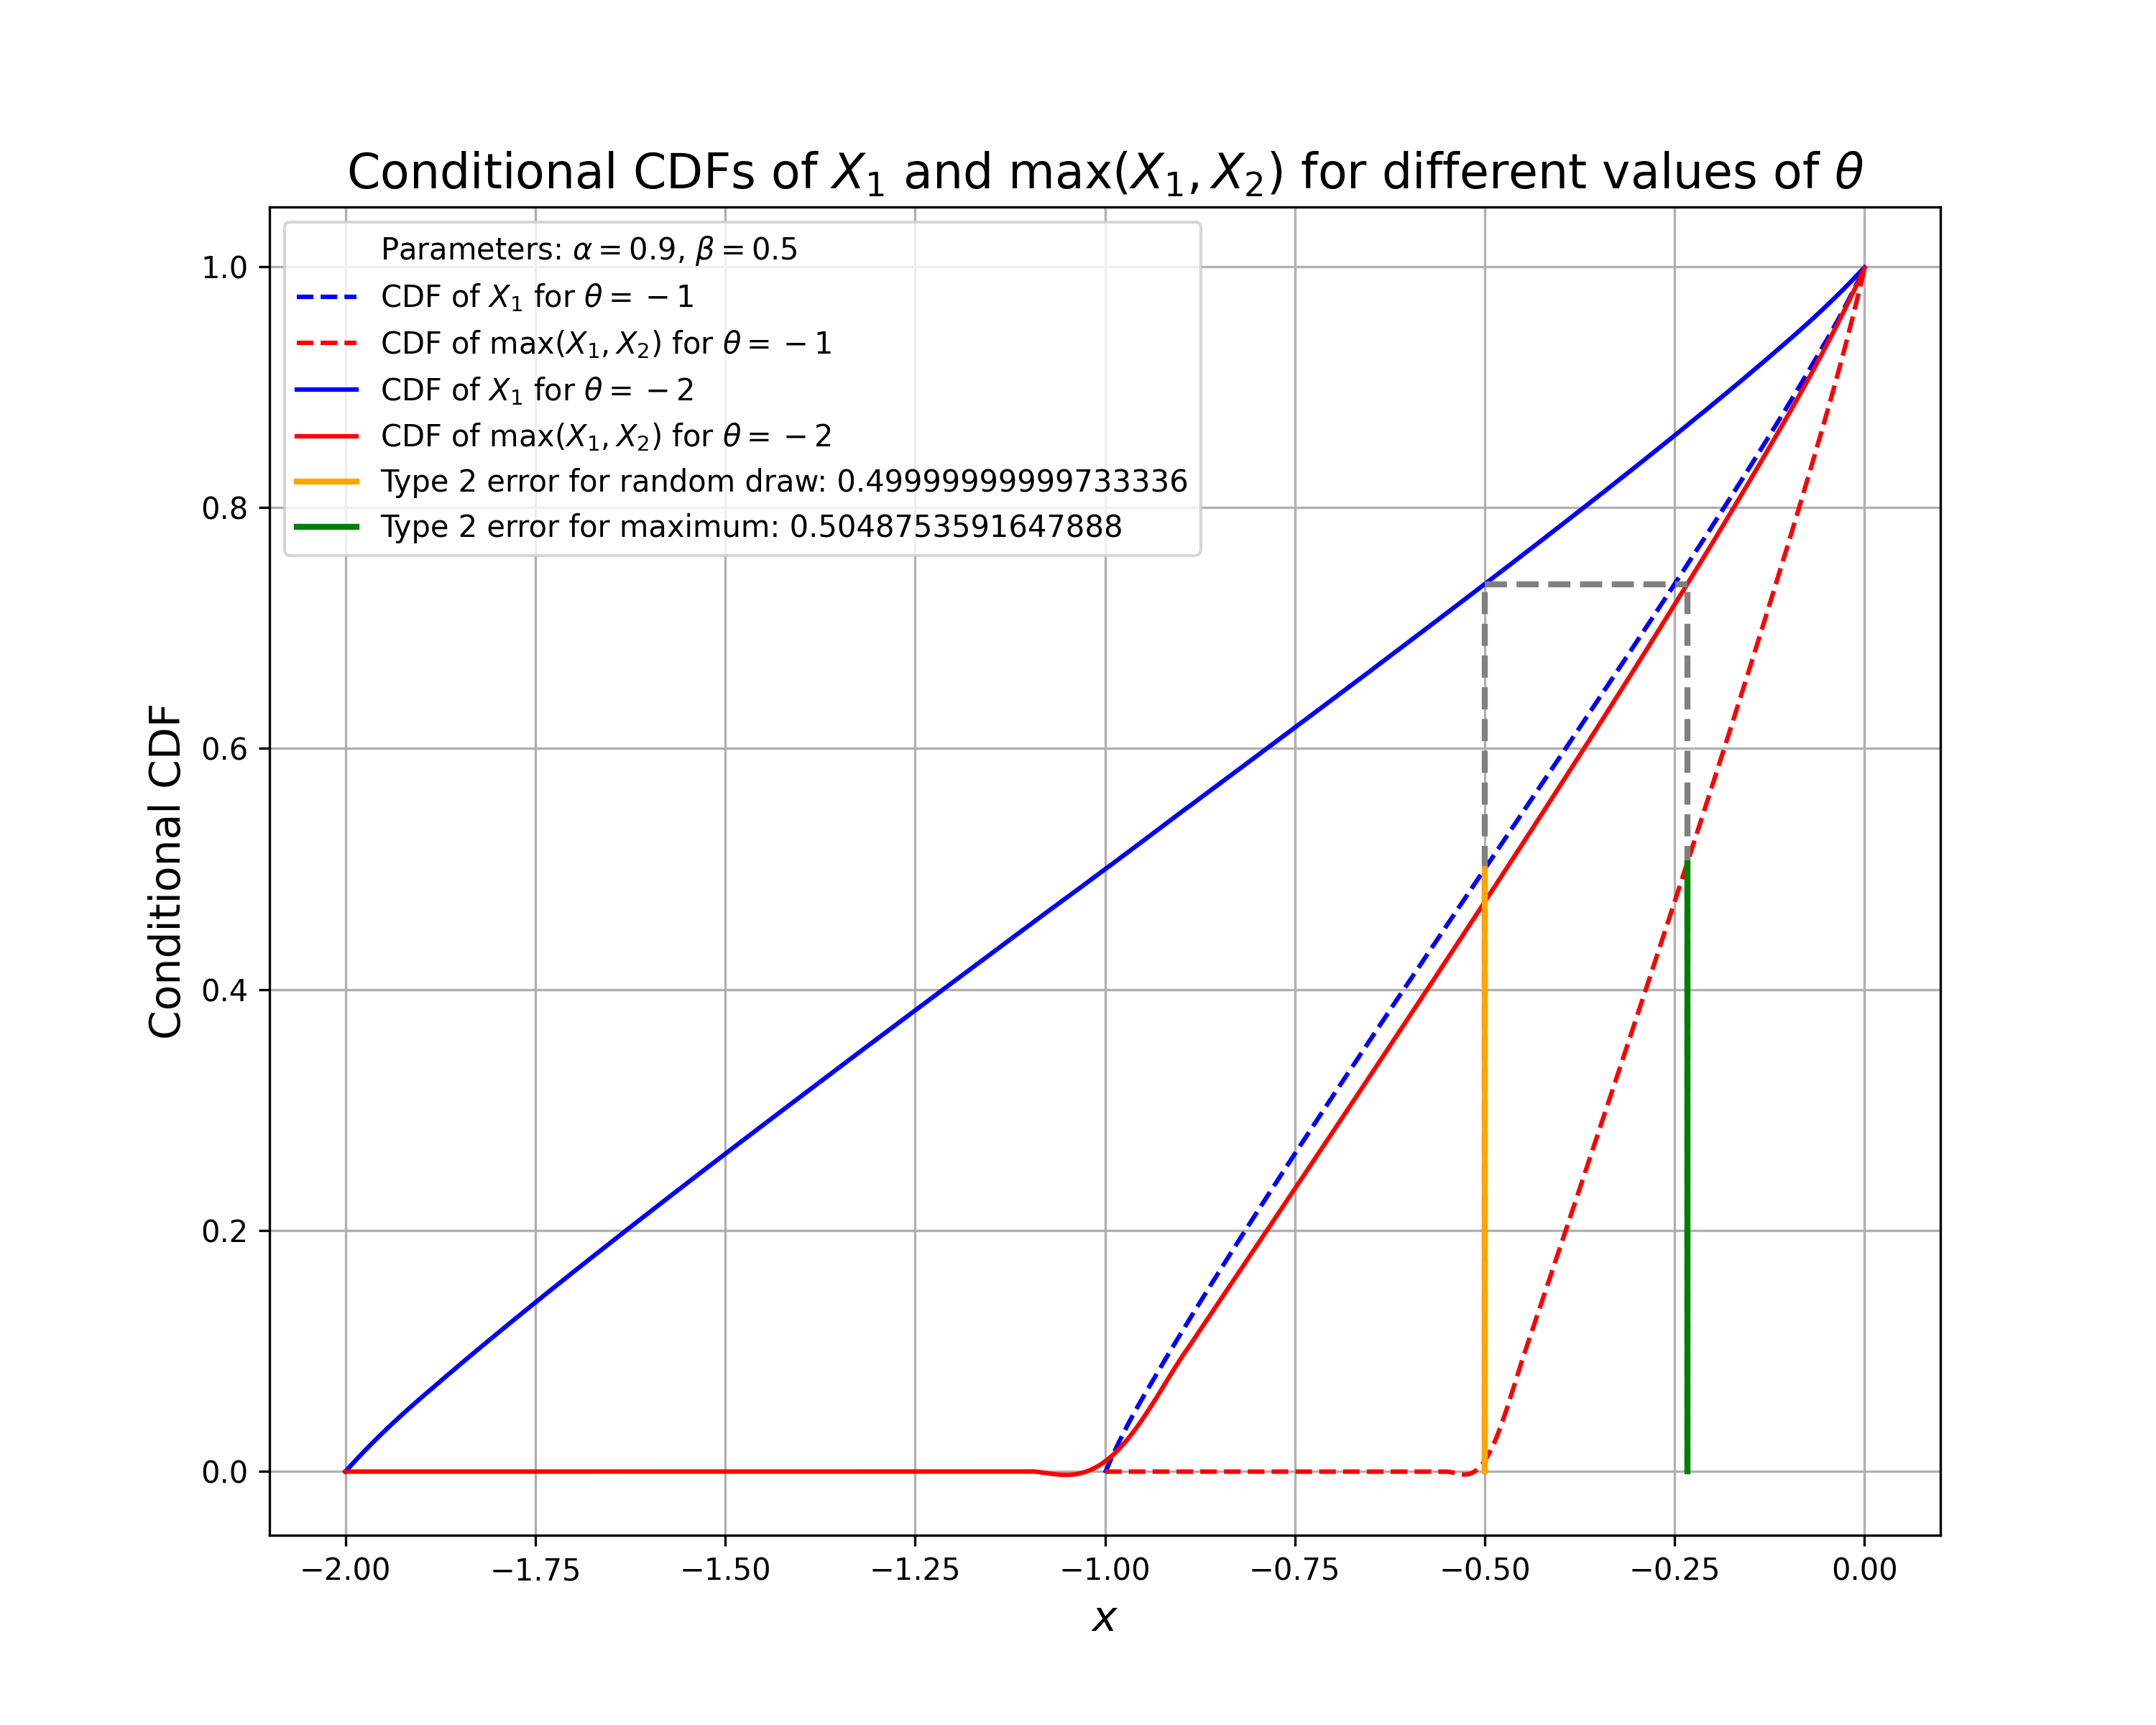 Conditional CDFs of X₁ and max(X₁, X₂) for different values of θ
Parameters: α = 0.9, β = 0.5
CDF of X₁ for θ = −1
CDF of max(X₁, X₂) for θ = −1
CDF of X₁ for θ = −2
CDF of max(X₁, X₂) for θ = −2
Type 2 error for random draw: 0.49999999999733336
Type 2 error for maximum: 0.5048753591647888
Conditional CDF
1.0
0.8
0.6
0.4
0.2
0.0
−2.00 −1.75 −1.50 −1.25 −1.00 −0.75 −0.50 −0.25 0.00
x